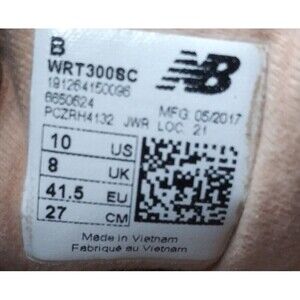 B
WRT300SC
NB
191264150096
6650624
MFG. 05/2017
PCZRH4132 JWR LOC. 21
10 US
8 UK
41.5 EU
27 CM
Made in Vietnam
Fabriqué au Vietnam